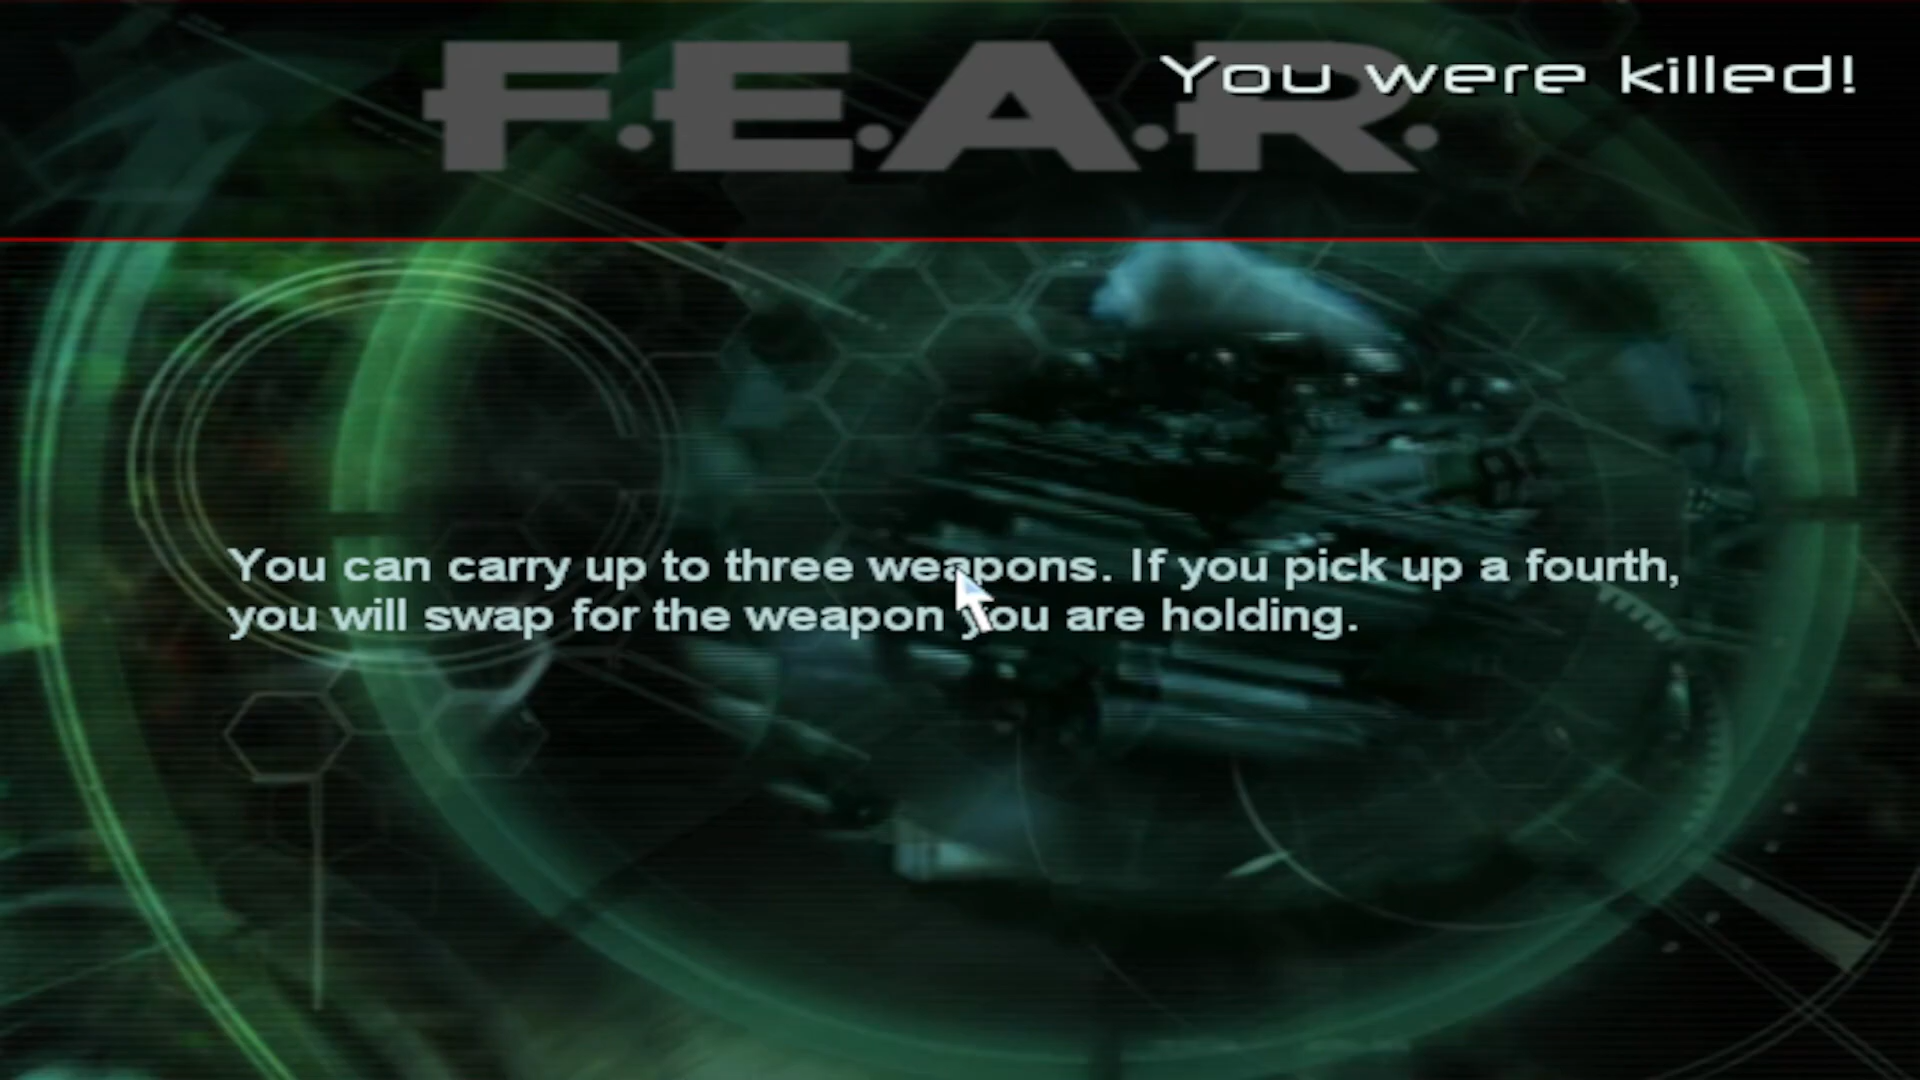 F.E.A.R.
You were killed!
You can carry up to three weapons. If you pick up a fourth,
you will swap for the weapon you are holding.